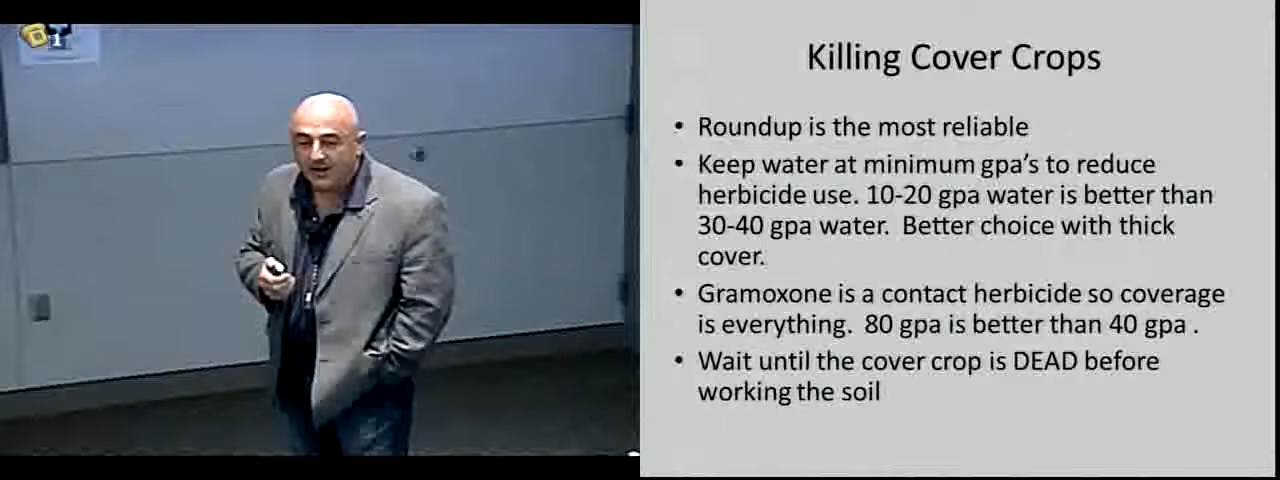 Killing Cover Crops
• Roundup is the most reliable
• Keep water at minimum gpa's to reduce
herbicide use. 10-20 gpa water is better than
30-40 gpa water.  Better choice with thick
cover.
• Gramoxone is a contact herbicide so coverage
is everything.  80 gpa is better than 40 gpa .
• Wait until the cover crop is DEAD before
working the soil